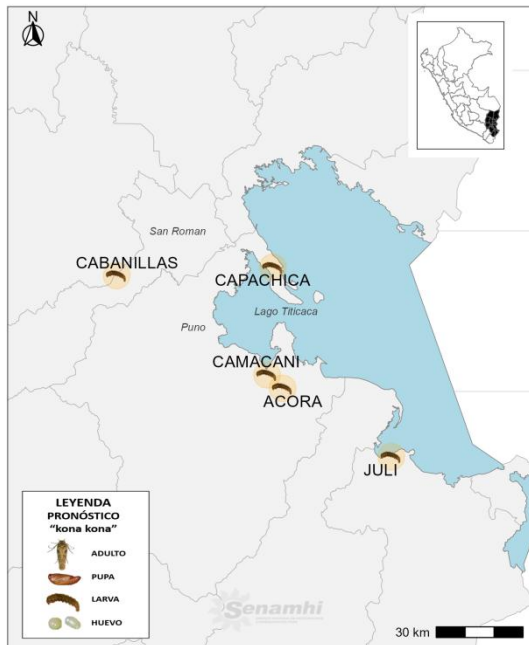 N
San Roman
CABANILLAS
CAPACHICA
Lago Titicaca
Puno
CAMACANI
ACORA
JULI
LEYENDA
PRONÓSTICO
"kona kona"
ADULTO
PUPA
LARVA
HUEVO
Senamhi
30 km